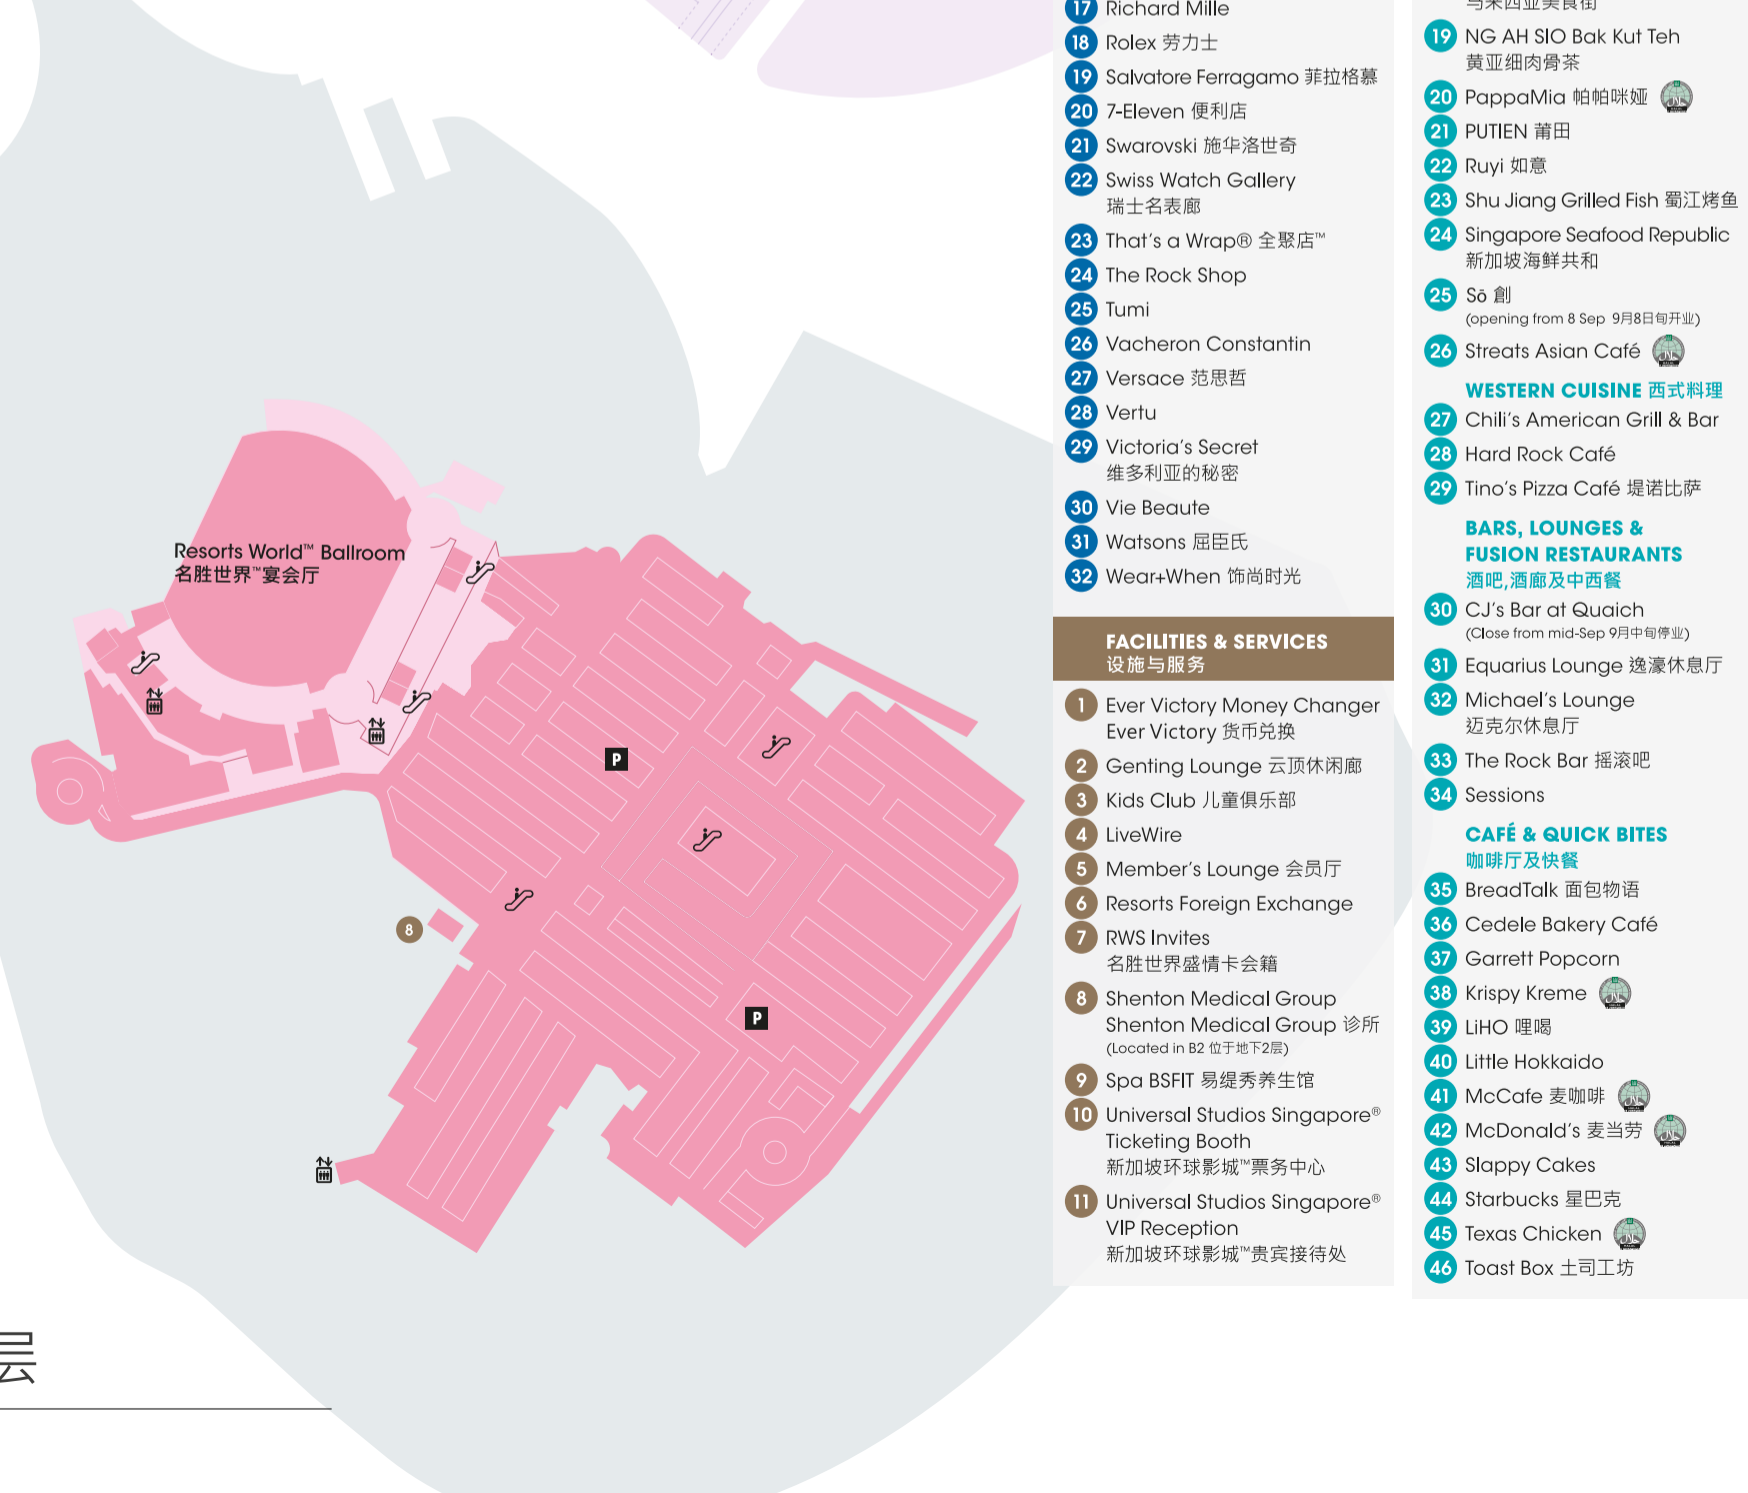 Resorts World™ Ballroom
名胜世界™宴会厅
P
8
P
层
17 Richard Mille
18 Rolex 劳力士
19 Salvatore Ferragamo 菲拉格慕
20 7-Eleven 便利店
21 Swarovski 施华洛世奇
22 Swiss Watch Gallery
瑞士名表廊
23 That's a Wrap® 全聚店™
24 The Rock Shop
25 Tumi
26 Vacheron Constantin
27 Versace 范思哲
28 Vertu
29 Victoria's Secret
维多利亚的秘密
30 Vie Beaute
31 Watsons 屈臣氏
32 Wear+When 饰尚时光
FACILITIES & SERVICES
设施与服务
1 Ever Victory Money Changer
Ever Victory 货币兑换
2 Genting Lounge 云顶休闲廊
3 Kids Club 儿童俱乐部
4 LiveWire
5 Member's Lounge 会员厅
6 Resorts Foreign Exchange
7 RWS Invites
名胜世界盛情卡会籍
8 Shenton Medical Group
Shenton Medical Group 诊所
(Located in B2 位于地下2层)
9 Spa BSFIT 易缇秀养生馆
10 Universal Studios Singapore®
Ticketing Booth
新加坡环球影城™票务中心
11 Universal Studios Singapore®
VIP Reception
新加坡环球影城™贵宾接待处
马来西亚美食街
19 NG AH SIO Bak Kut Teh
黄亚细肉骨茶
20 PappaMia 帕帕咪娅
21 PUTIEN 莆田
22 Ruyi 如意
23 Shu Jiang Grilled Fish 蜀江烤鱼
24 Singapore Seafood Republic
新加坡海鲜共和
25 Sō 創
(opening from 8 Sep 9月8日旬开业)
26 Streats Asian Café
WESTERN CUISINE 西式料理
27 Chili's American Grill & Bar
28 Hard Rock Café
29 Tino's Pizza Café 堤诺比萨
BARS, LOUNGES &
FUSION RESTAURANTS
酒吧,酒廊及中西餐
30 CJ's Bar at Quaich
(Close from mid-Sep 9月中旬停业)
31 Equarius Lounge 逸濠休息厅
32 Michael's Lounge
迈克尔休息厅
33 The Rock Bar 摇滚吧
34 Sessions
CAFÉ & QUICK BITES
咖啡厅及快餐
35 BreadTalk 面包物语
36 Cedele Bakery Café
37 Garrett Popcorn
38 Krispy Kreme
39 LiHO 哩喝
40 Little Hokkaido
41 McCafe 麦咖啡
42 McDonald's 麦当劳
43 Slappy Cakes
44 Starbucks 星巴克
45 Texas Chicken
46 Toast Box 土司工坊